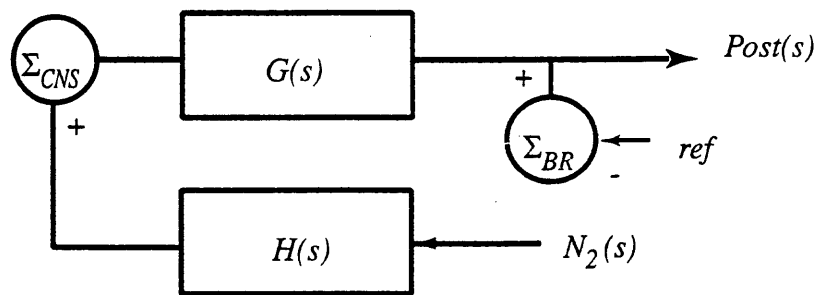 Σ_CNS
G(s)
Post(s)
+
+
Σ_BR
ref
-
H(s)
N_2(s)